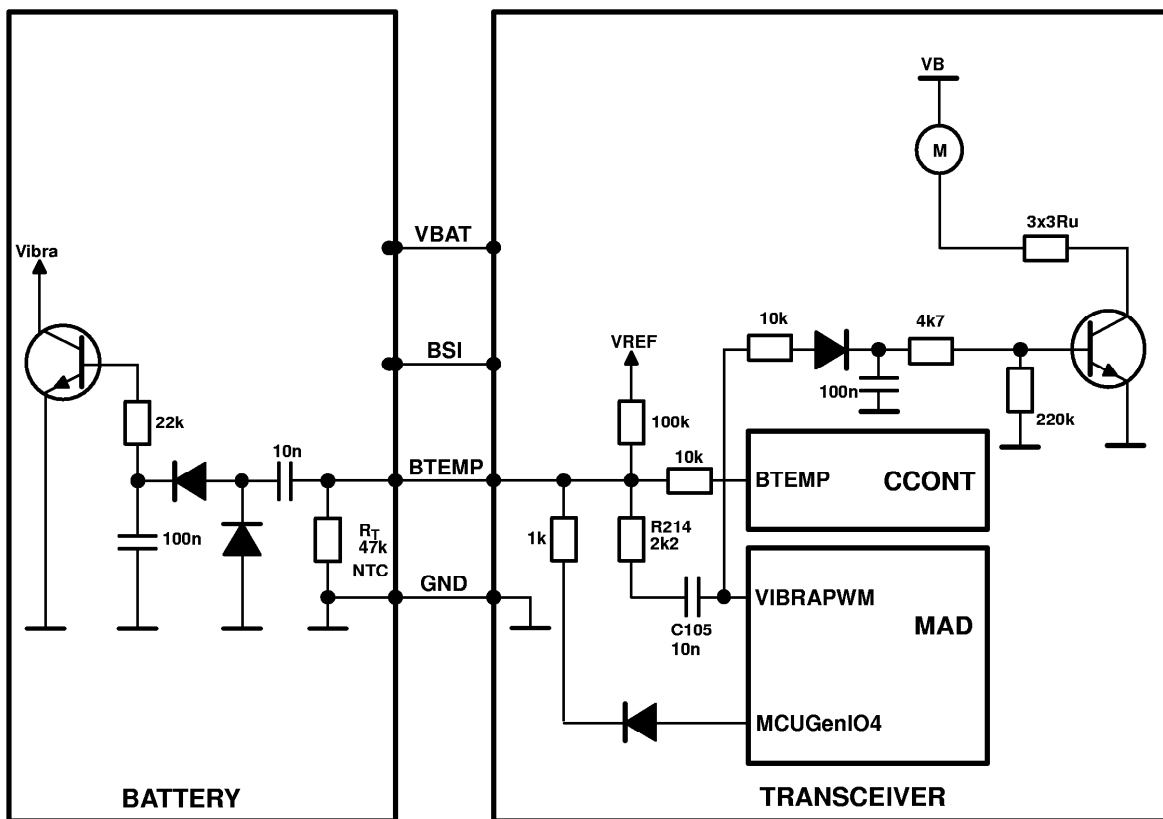 VB
M
3x3Ru
VBAT
Vibra
10k
4k7
BSI
VREF
100n
22k
100k
220k
10n
BTEMP
10k
BTEMP
CCONT
100n
RT
47k
NTC
1k
R214
2k2
GND
VIBRAPWM
MAD
C105
10n
MCUGenIO4
BATTERY
TRANSCEIVER